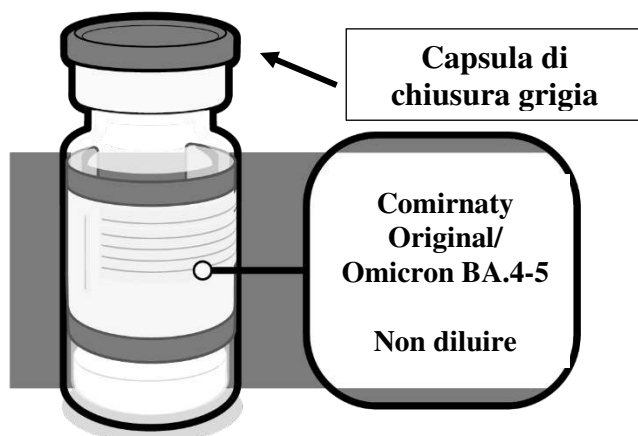 Capsula di
chiusura grigia
Comirnaty
Original/
Omicron BA.4-5
Non diluire